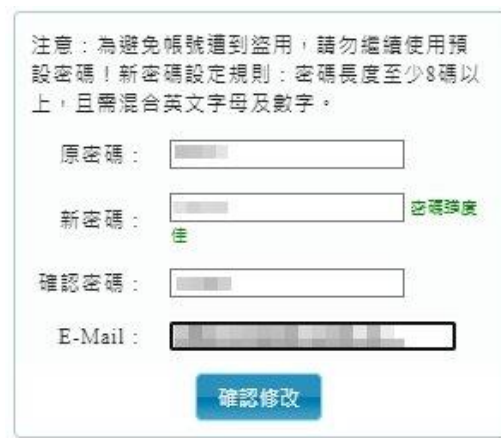 注意：為避免帳號遭到盜用，請勿繼續使用預
設密碼！新密碼設定規則：密碼長度至少8碼以
上，且需混合英文字母及數字。
原密碼：
新密碼： 密碼強度
佳
確認密碼：
E-Mail：
確認修改